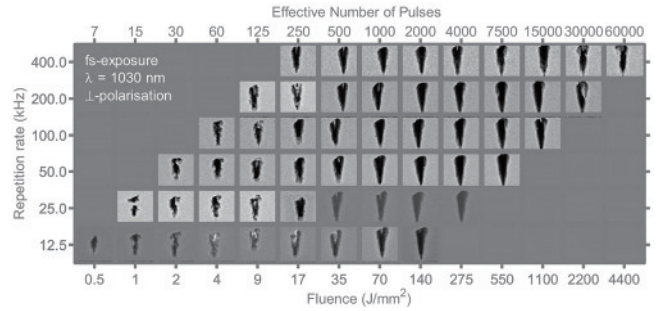 Effective Number of Pulses
7 15 30 60 125 250 500 1000 2000 4000 7500 15000 30000 60000
fs-exposure
λ = 1030 nm
⊥-polarisation
Repetition rate (kHz)
400.0
200.0
100.0
50.0
25.0
12.5
0.5 1 2 4 9 17 35 70 140 275 550 1100 2200 4400
Fluence (J/mm²)